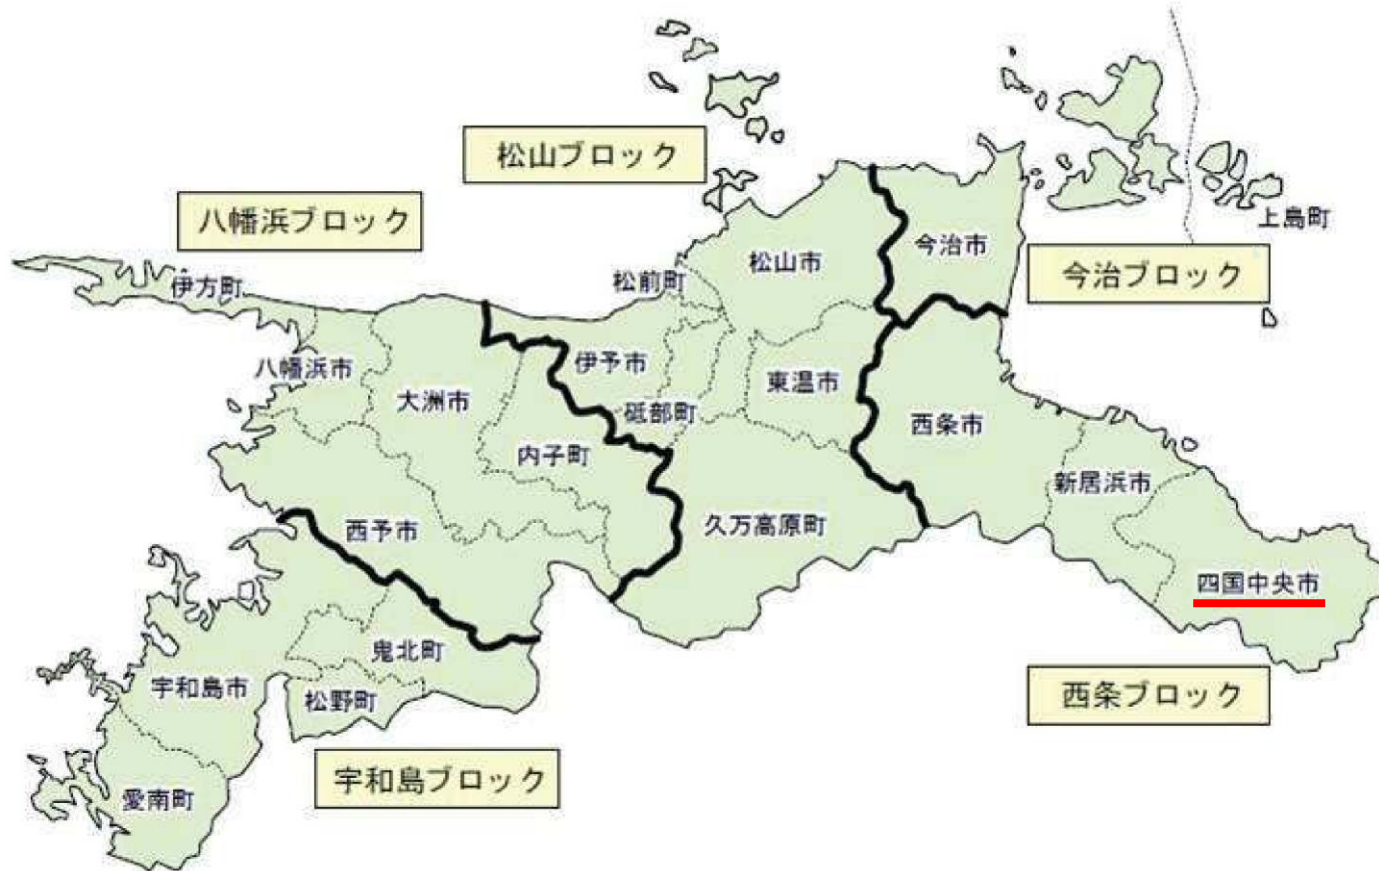 松山ブロック
八幡浜ブロック
上島町
今治市
松山市
今治ブロック
松前町
伊方町
伊予市
八幡浜市
東温市
大洲市
砥部町
西条市
内子町
新居浜市
久万高原町
西予市
四国中央市
鬼北町
宇和島市
松野町
西条ブロック
宇和島ブロック
愛南町